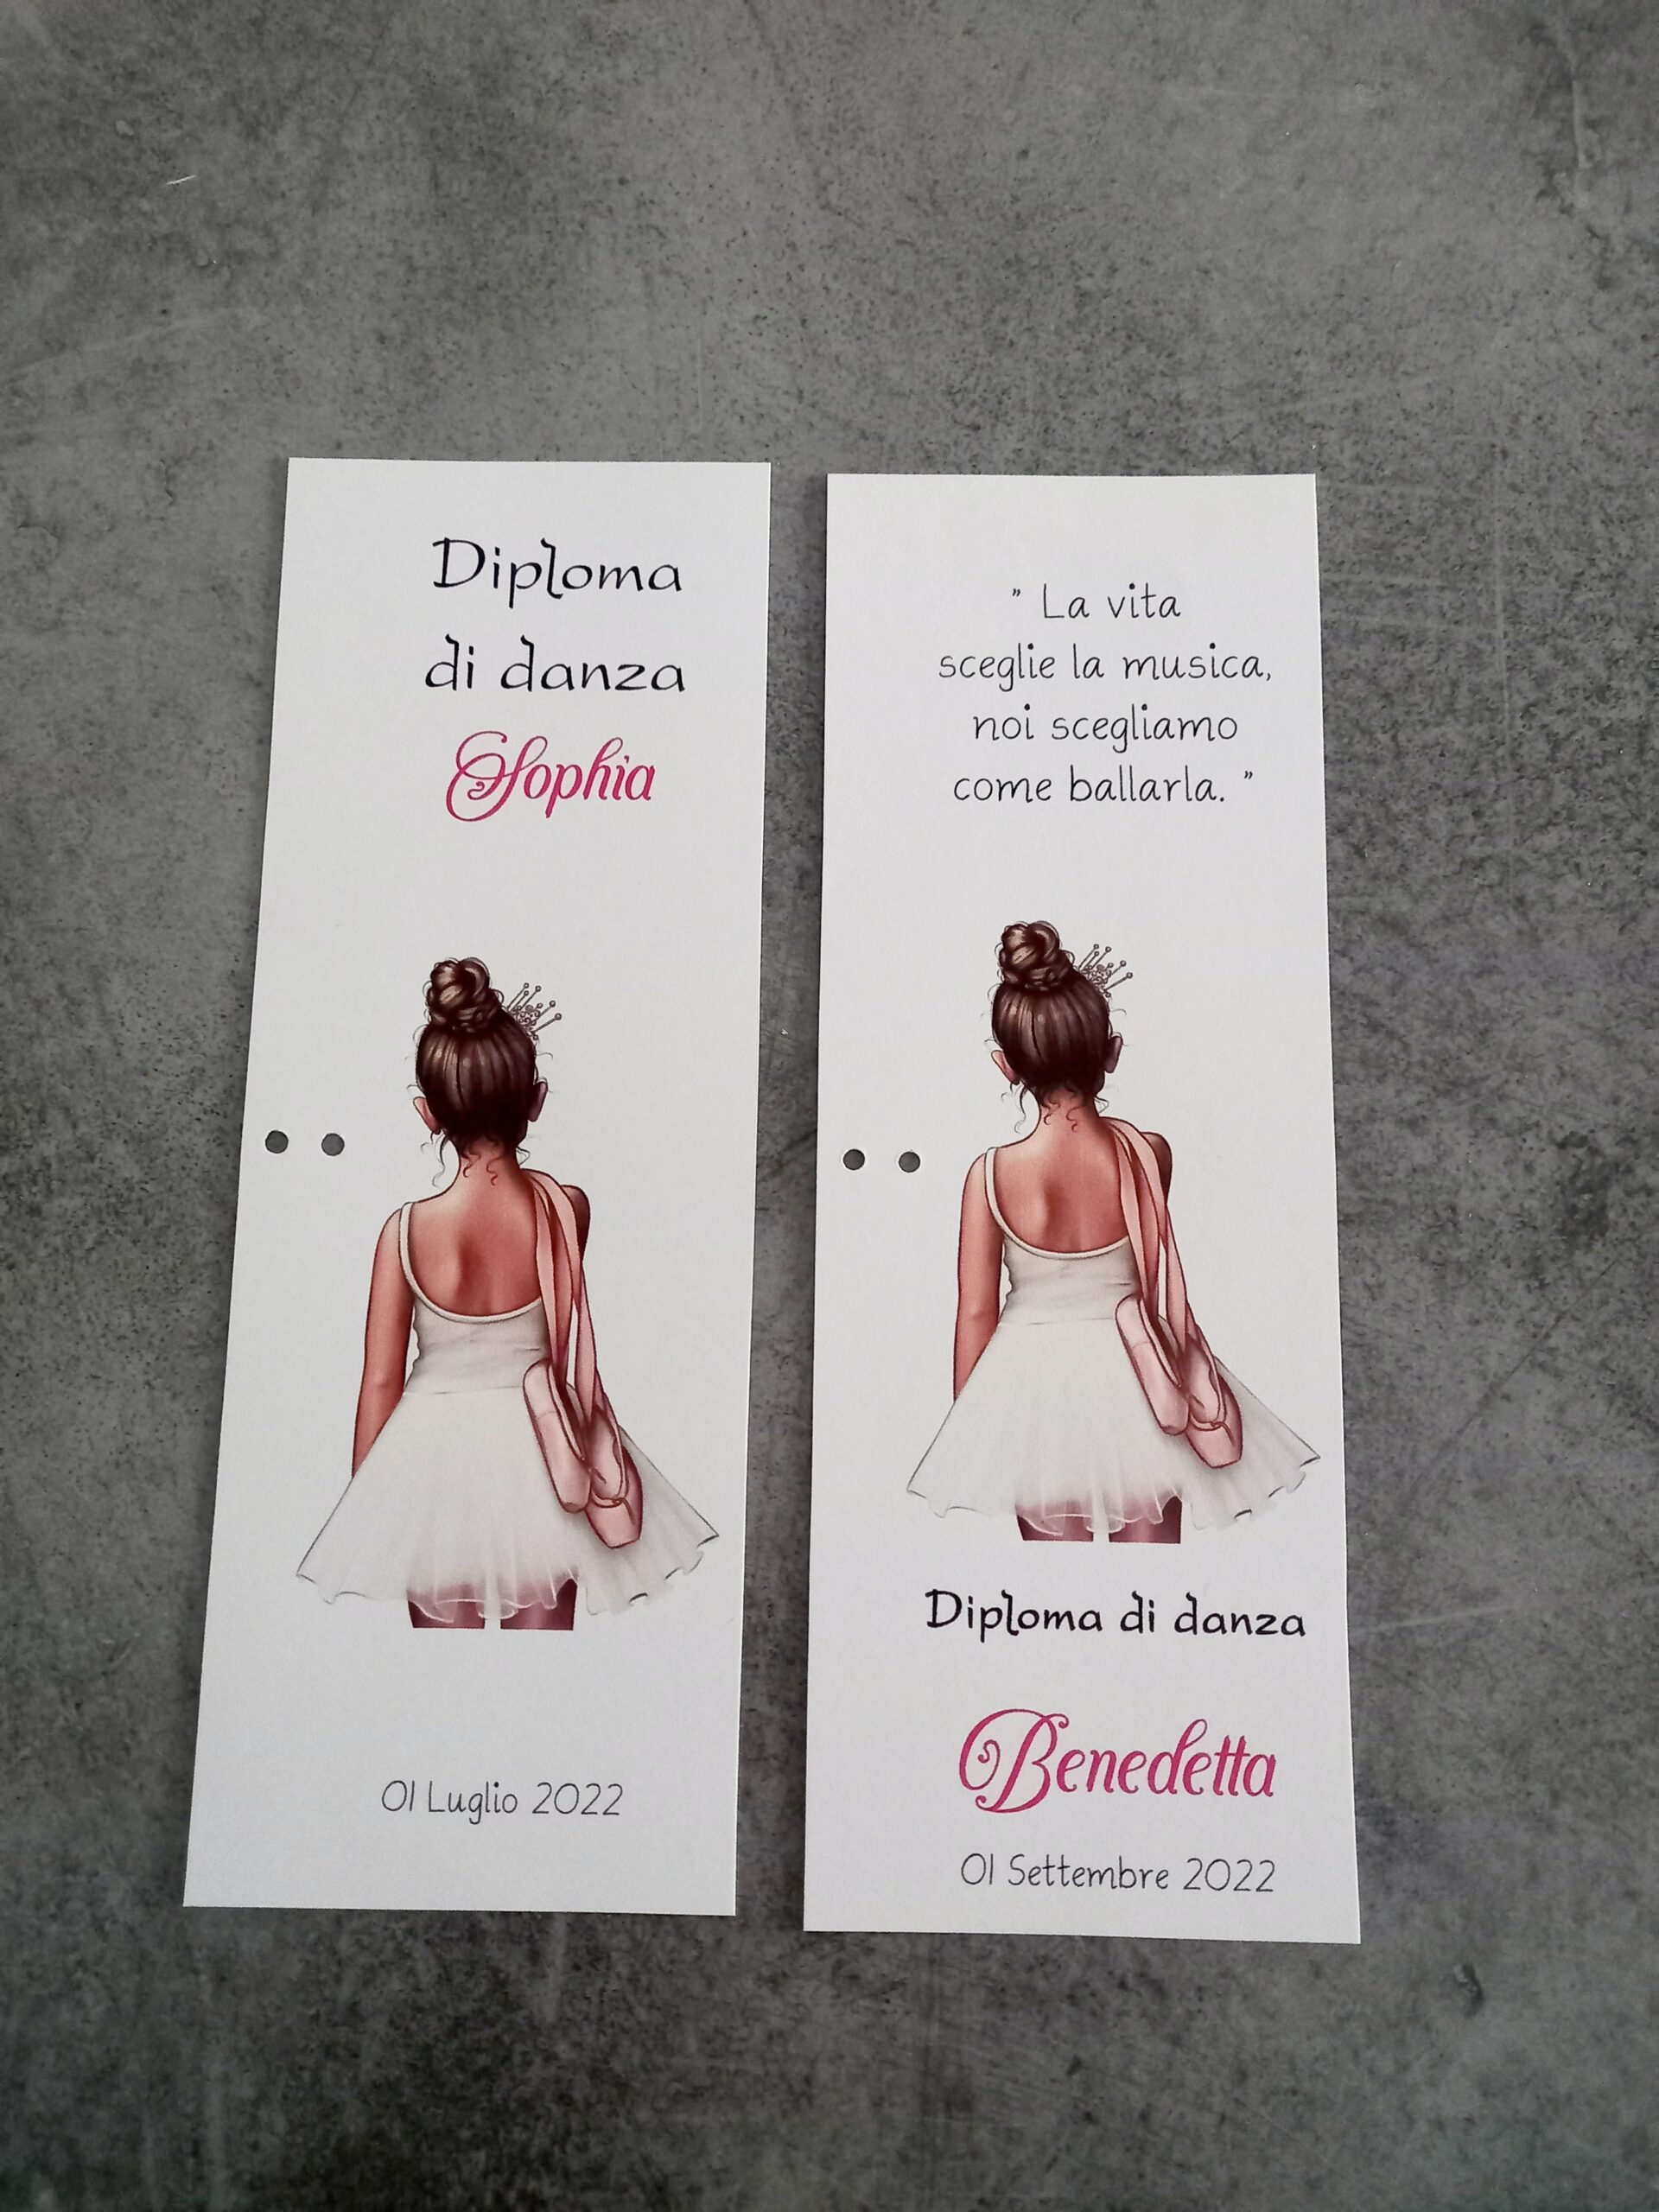 Diploma
di danza
Sophia
01 Luglio 2022
" La vita
sceglie la musica,
noi scegliamo
come ballarla. "
Diploma di danza
Benedetta
01 Settembre 2022